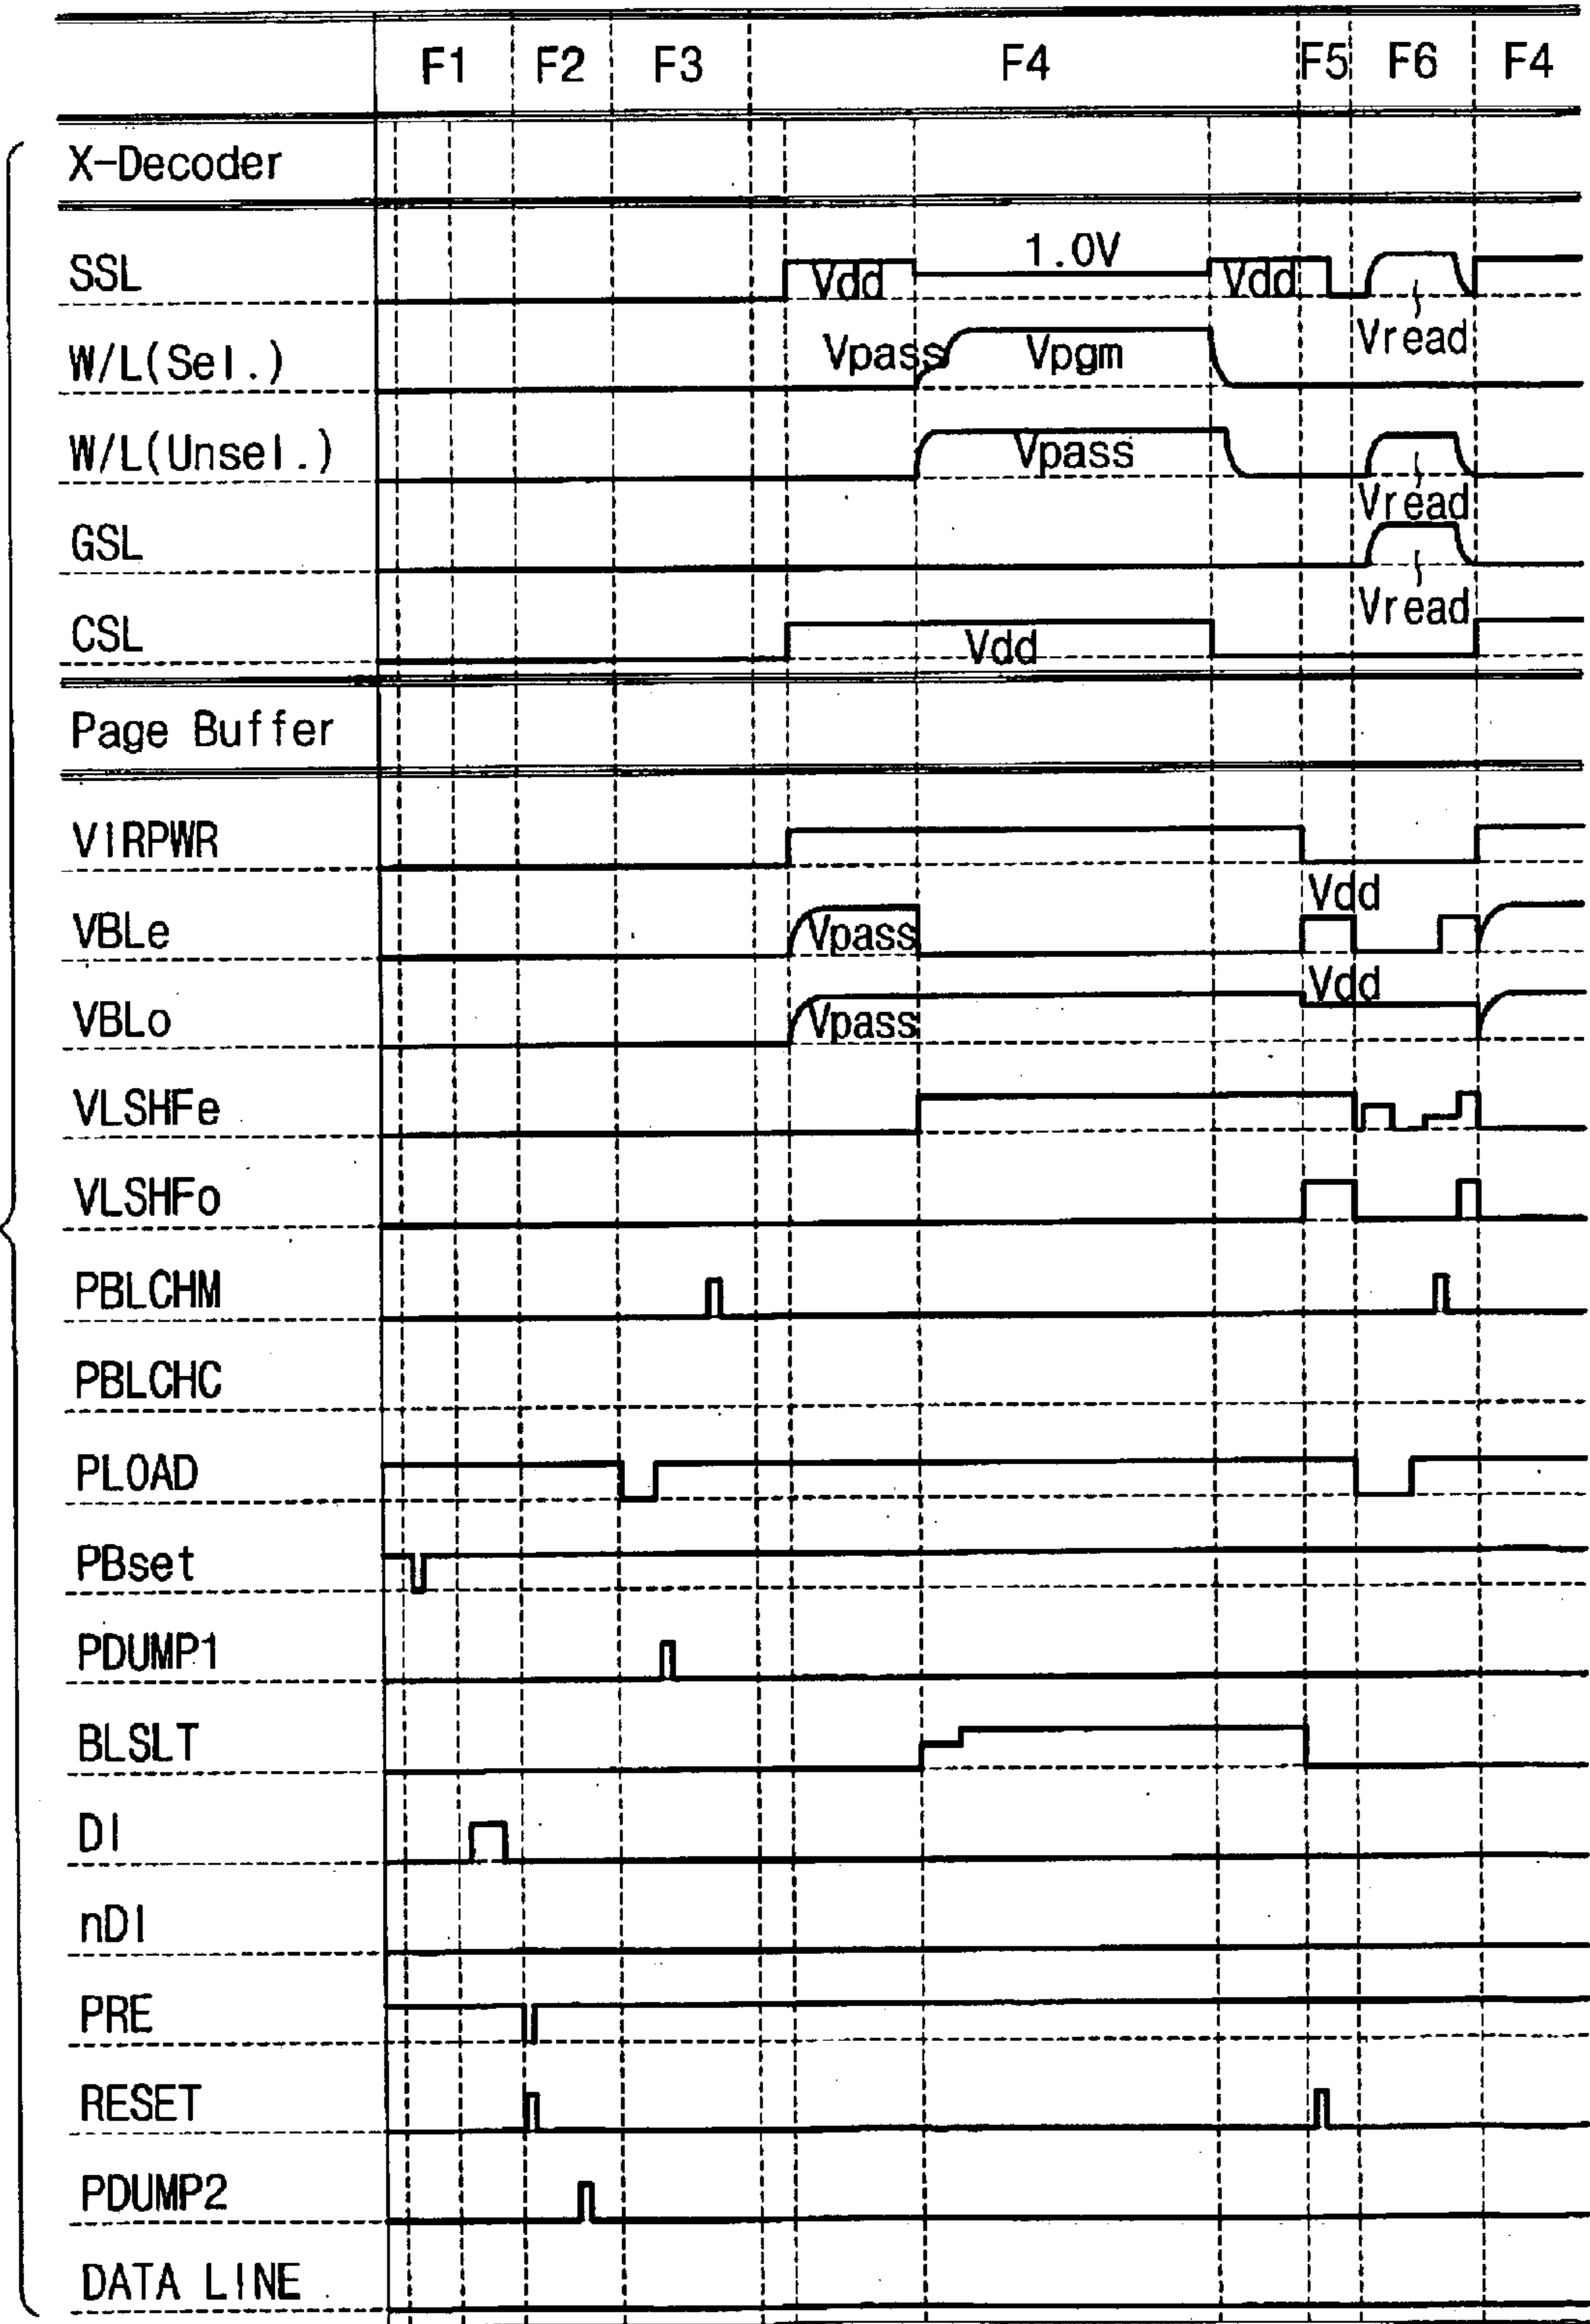 F1 F2 F3 F4 F5 F6 F4
X-Decoder
SSL Vdd 1.0V Vdd Vread
W/L(Sel.) Vpass Vpgm
W/L(Unsel.) Vpass Vread
GSL Vread
CSL Vdd
Page Buffer
VIRPWR
VBLe Vpass Vdd
VBLo Vpass Vdd
VLSHFe
VLSHFo
PBLCHM
PBLCHC
PLOAD
PBset
PDUMP1
BLSLT
DI
nDI
PRE
RESET
PDUMP2
DATA LINE